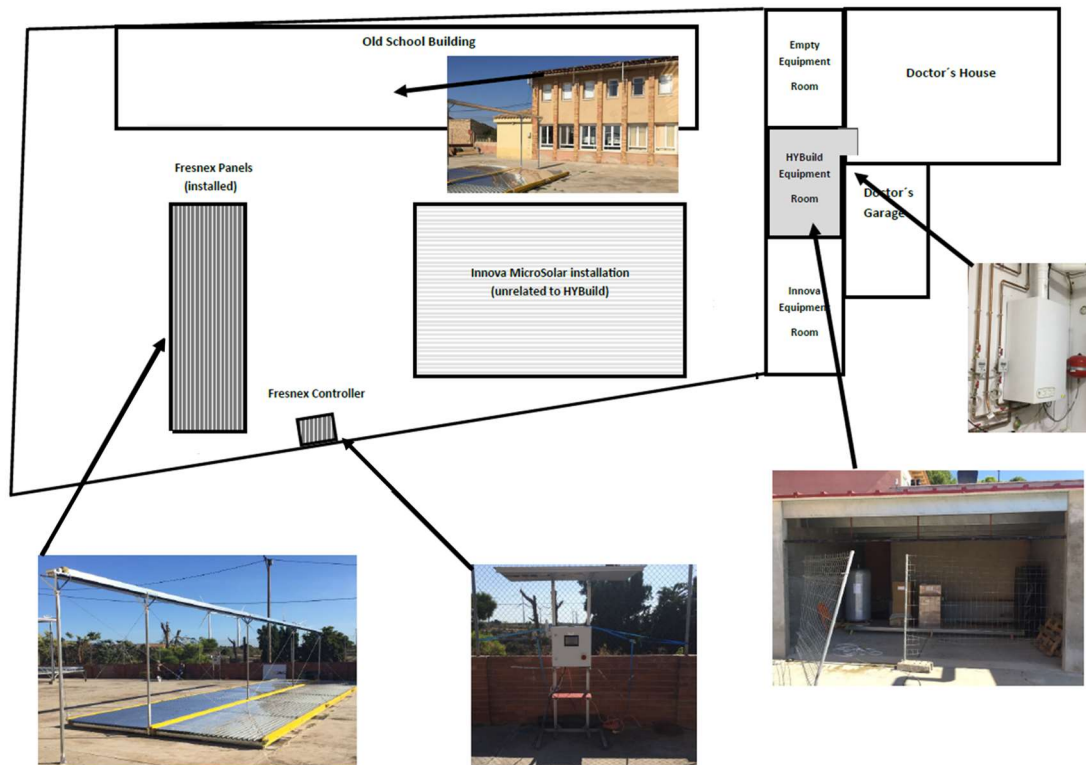 Old School Building
Empty
Equipment
Room
Doctor´s House
Fresnex Panels
(installed)
HYBuild
Equipment
Room
Doctor´s
Garage
Innova MicroSolar installation
(unrelated to HYBuild)
Innova
Equipment
Room
Fresnex Controller